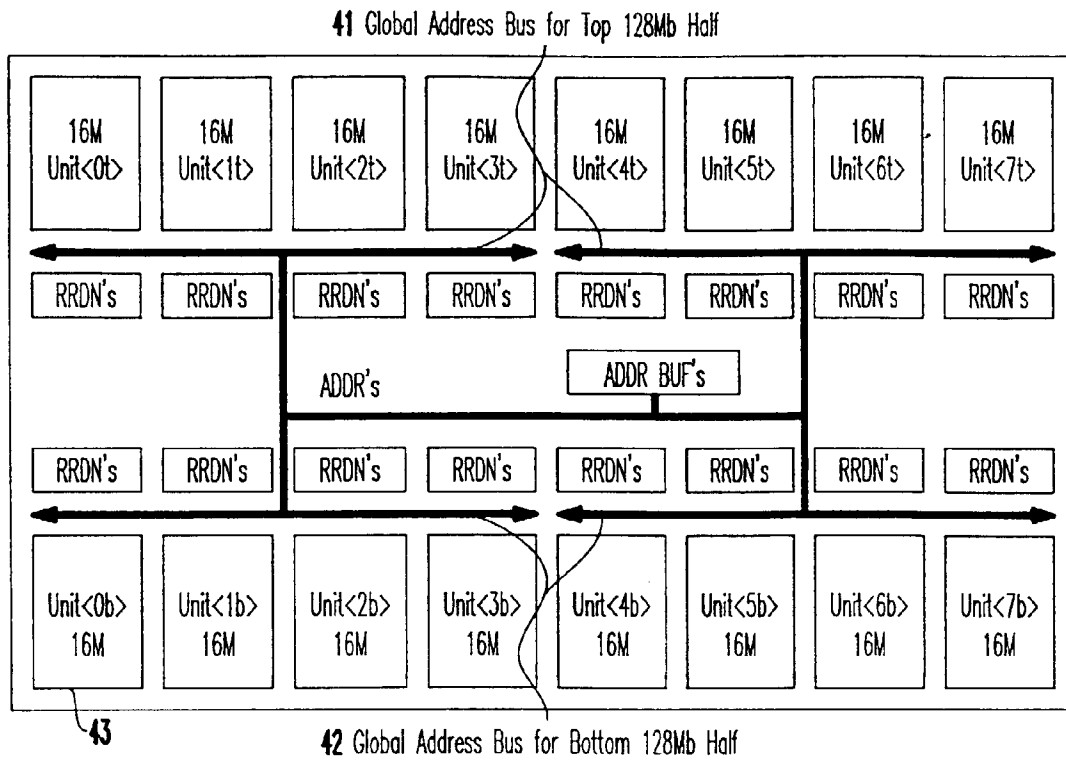 41 Global Address Bus for Top 128Mb Half
16M 16M 16M 16M 16M 16M 16M 16M
Unit<0t> Unit<1t> Unit<2t> Unit<3t> Unit<4t> Unit<5t> Unit<6t> Unit<7t>
RRDN's RRDN's RRDN's RRDN's RRDN's RRDN's RRDN's RRDN's
ADDR's ADDR BUF's
RRDN's RRDN's RRDN's RRDN's RRDN's RRDN's RRDN's RRDN's
Unit<0b> Unit<1b> Unit<2b> Unit<3b> Unit<4b> Unit<5b> Unit<6b> Unit<7b>
16M 16M 16M 16M 16M 16M 16M 16M
43
42 Global Address Bus for Bottom 128Mb Half